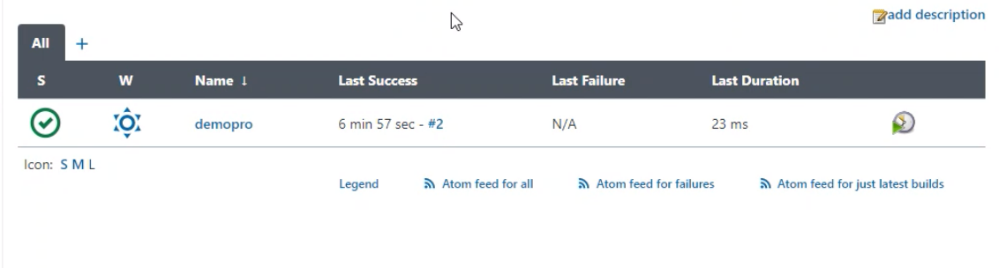 add description
All +
S W Name ↓ Last Success Last Failure Last Duration
demopro 6 min 57 sec - #2 N/A 23 ms
Icon: S M L
Legend Atom feed for all Atom feed for failures Atom feed for just latest builds